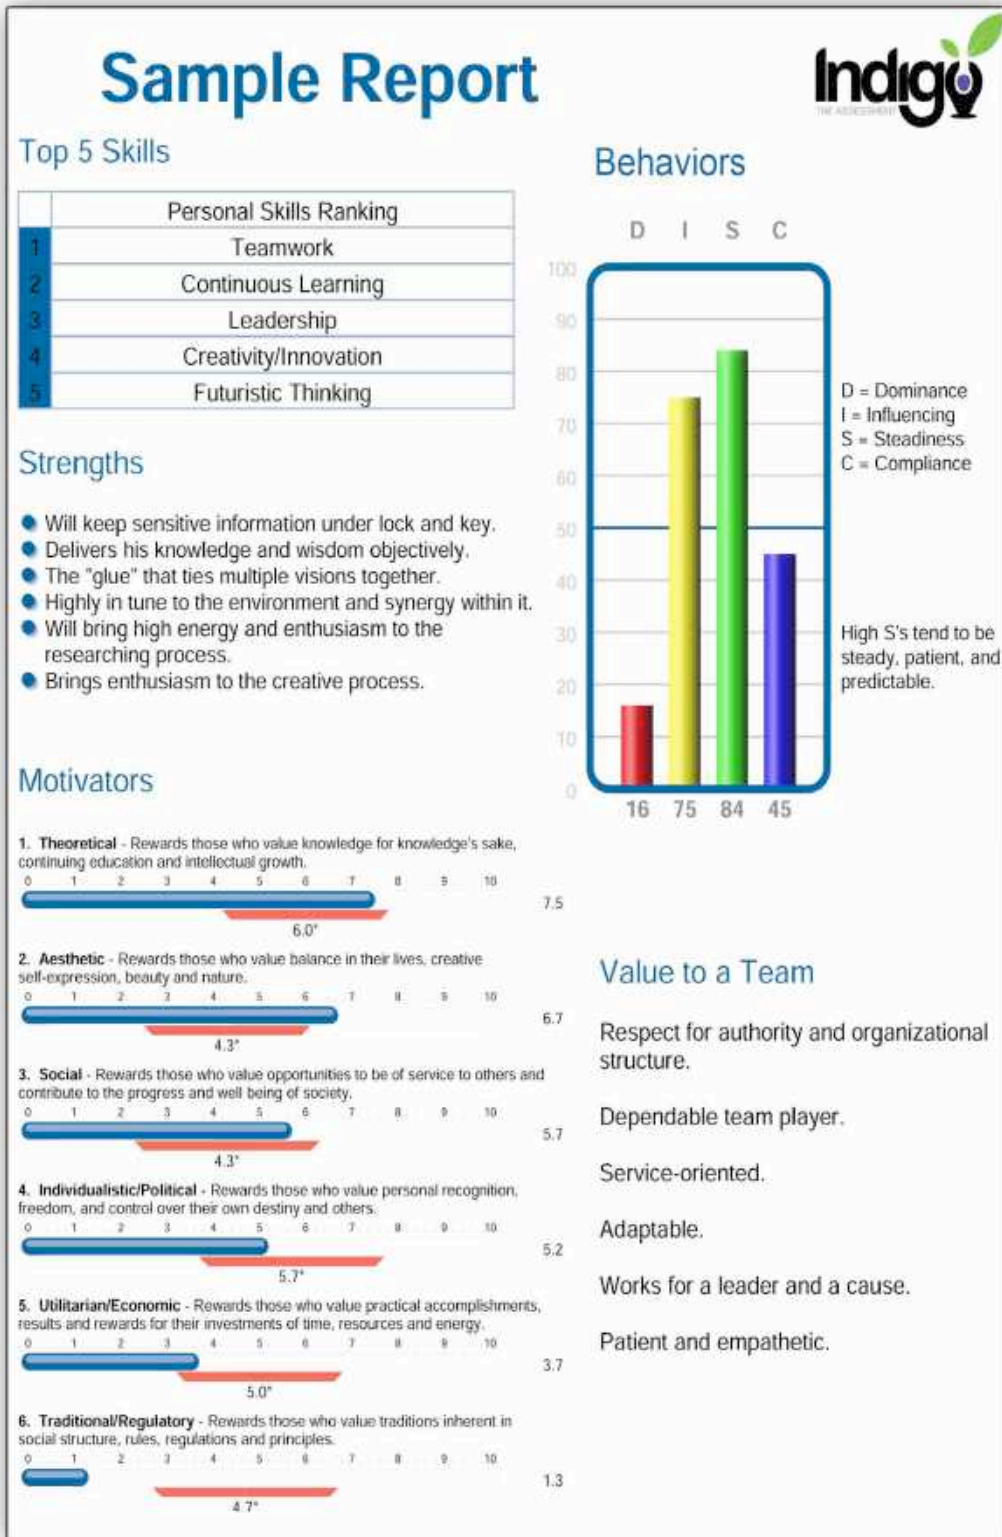 Sample Report
Indigo
THE ASSESSMENT
Top 5 Skills
Personal Skills Ranking
1 Teamwork
2 Continuous Learning
3 Leadership
4 Creativity/Innovation
5 Futuristic Thinking
Strengths
Will keep sensitive information under lock and key.
Delivers his knowledge and wisdom objectively.
The "glue" that ties multiple visions together.
Highly in tune to the environment and synergy within it.
Will bring high energy and enthusiasm to the
researching process.
Brings enthusiasm to the creative process.
Motivators
1. Theoretical - Rewards those who value knowledge for knowledge's sake,
continuing education and intellectual growth.
0 1 2 3 4 5 6 7 8 9 10
7.5
6.0*
2. Aesthetic - Rewards those who value balance in their lives, creative
self-expression, beauty and nature.
0 1 2 3 4 5 6 7 8 9 10
6.7
4.3*
3. Social - Rewards those who value opportunities to be of service to others and
contribute to the progress and well being of society.
0 1 2 3 4 5 6 7 8 9 10
5.7
4.3*
4. Individualistic/Political - Rewards those who value personal recognition,
freedom, and control over their own destiny and others.
0 1 2 3 4 5 6 7 8 9 10
5.2
5.7*
5. Utilitarian/Economic - Rewards those who value practical accomplishments,
results and rewards for their investments of time, resources and energy.
0 1 2 3 4 5 6 7 8 9 10
3.7
5.0*
6. Traditional/Regulatory - Rewards those who value traditions inherent in
social structure, rules, regulations and principles.
0 1 2 3 4 5 6 7 8 9 10
1.3
4.7*
Behaviors
D I S C
100
90
80
70
60
50
40
30
20
10
0
16 75 84 45
D = Dominance
I = Influencing
S = Steadiness
C = Compliance
High S's tend to be
steady, patient, and
predictable.
Value to a Team
Respect for authority and organizational
structure.
Dependable team player.
Service-oriented.
Adaptable.
Works for a leader and a cause.
Patient and empathetic.